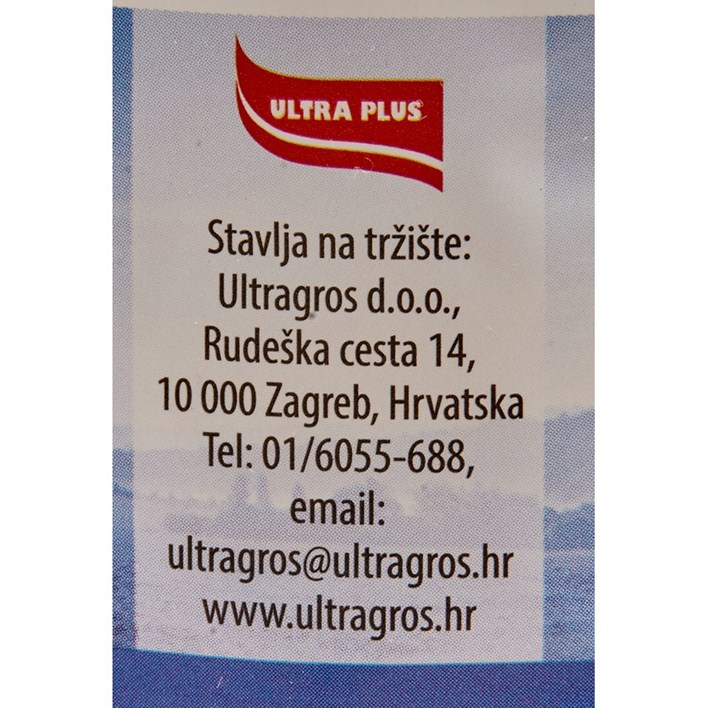 ULTRA PLUS
Stavlja na tržište:
Ultragros d.o.o.,
Rudeška cesta 14,
10 000 Zagreb, Hrvatska
Tel: 01/6055-688,
email:
ultragros@ultragros.hr
www.ultragros.hr